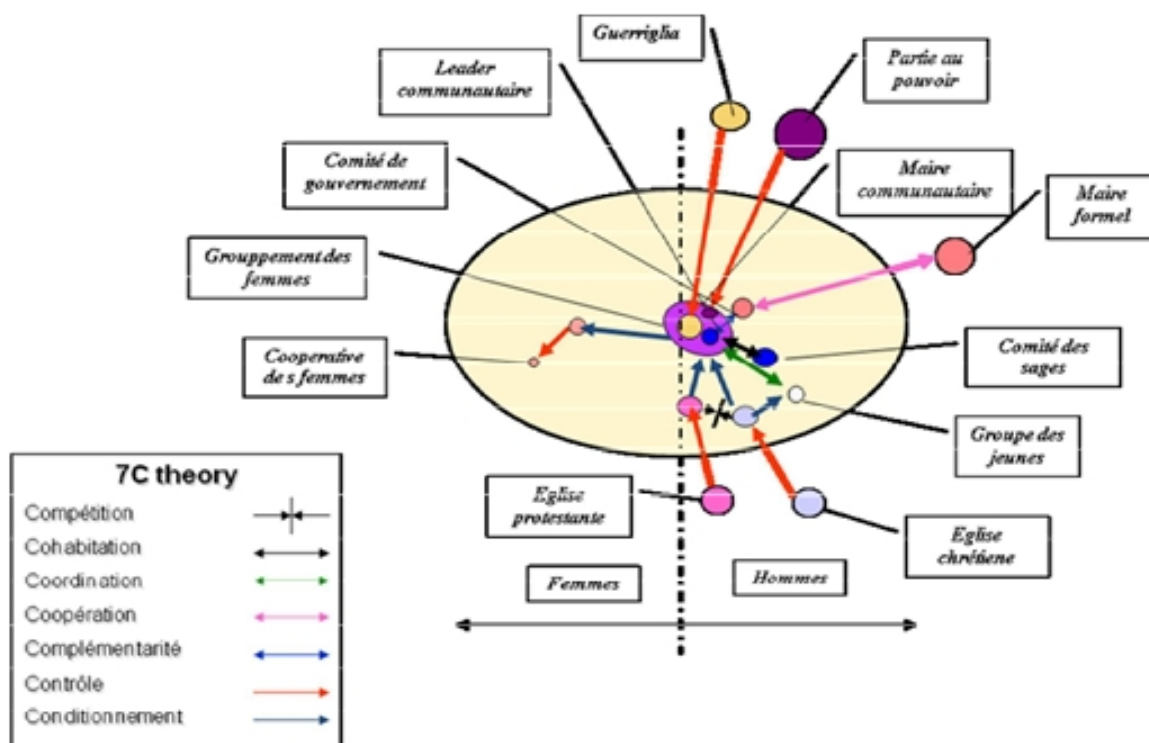 Guerriglia
Leader
communautaire
Partie au
pouvoir
Comité de
gouvernement
Maire
communautaire
Maire
formel
Grouppement des
femmes
Cooperative
des femmes
Comité des
sages
Groupe des
jeunes
Eglise
protestante
Eglise
chrétiene
Femmes
Hommes
7C theory
Compétition
Cohabitation
Coordination
Coopération
Complémentarité
Contrôle
Conditionnement